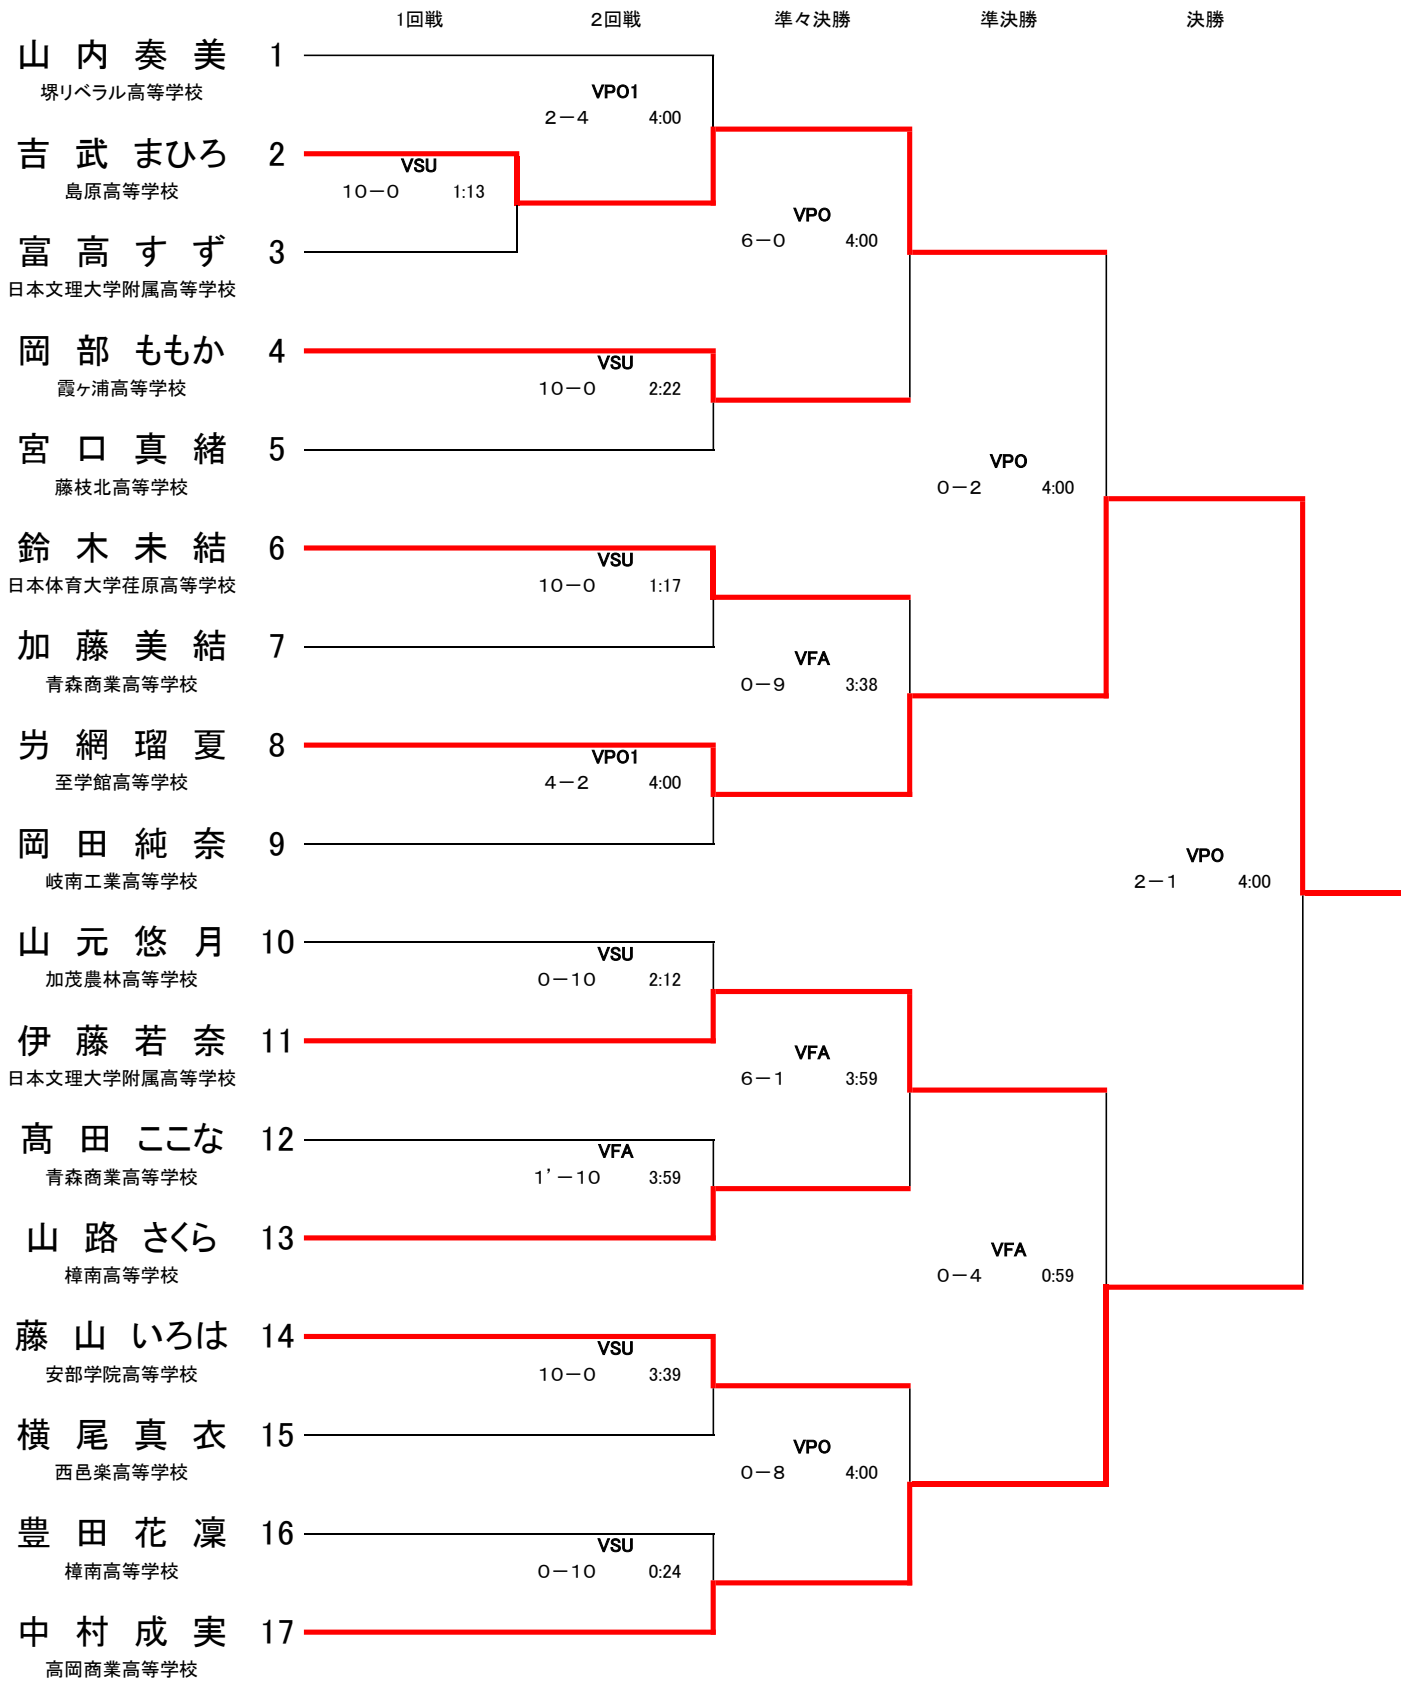 1回戦 2回戦 準々決勝 準決勝 決勝
山内奏美 1
堺リベラル高等学校
VPO1
2－4 4:00
吉武まひろ 2
島原高等学校
VSU
10－0 1:13
VPO
6－0 4:00
富高すず 3
日本文理大学附属高等学校
岡部ももか 4
霞ヶ浦高等学校
VSU
10－0 2:22
宮口真緒 5
藤枝北高等学校
VPO
0－2 4:00
鈴木未結 6
日本体育大学荏原高等学校
VSU
10－0 1:17
加藤美結 7
青森商業高等学校
VFA
0－9 3:38
屶網瑠夏 8
至学館高等学校
VPO1
4－2 4:00
岡田純奈 9
岐南工業高等学校
VPO
2－1 4:00
山元悠月 10
加茂農林高等学校
VSU
0－10 2:12
伊藤若奈 11
日本文理大学附属高等学校
VFA
6－1 3:59
髙田ここな 12
青森商業高等学校
VFA
1’－10 3:59
山路さくら 13
樟南高等学校
VFA
0－4 0:59
藤山いろは 14
安部学院高等学校
VSU
10－0 3:39
横尾真衣 15
西邑楽高等学校
VPO
0－8 4:00
豊田花凜 16
樟南高等学校
VSU
0－10 0:24
中村成実 17
高岡商業高等学校